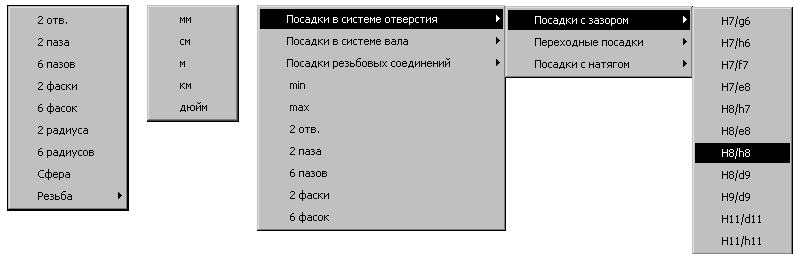 2 отв.
2 паза
6 пазов
2 фаски
6 фасок
2 радиуса
6 радиусов
Сфера
Резьба
мм
см
м
км
дюйм
Посадки в системе отверстия
Посадки в системе вала
Посадки резьбовых соединений
min
max
2 отв.
2 паза
6 пазов
2 фаски
6 фасок
Посадки с зазором
Переходные посадки
Посадки с натягом
H7/g6
H7/h6
H7/f7
H7/e8
H8/h7
H8/e8
H8/h8
H8/d9
H9/d9
H11/d11
H11/h11